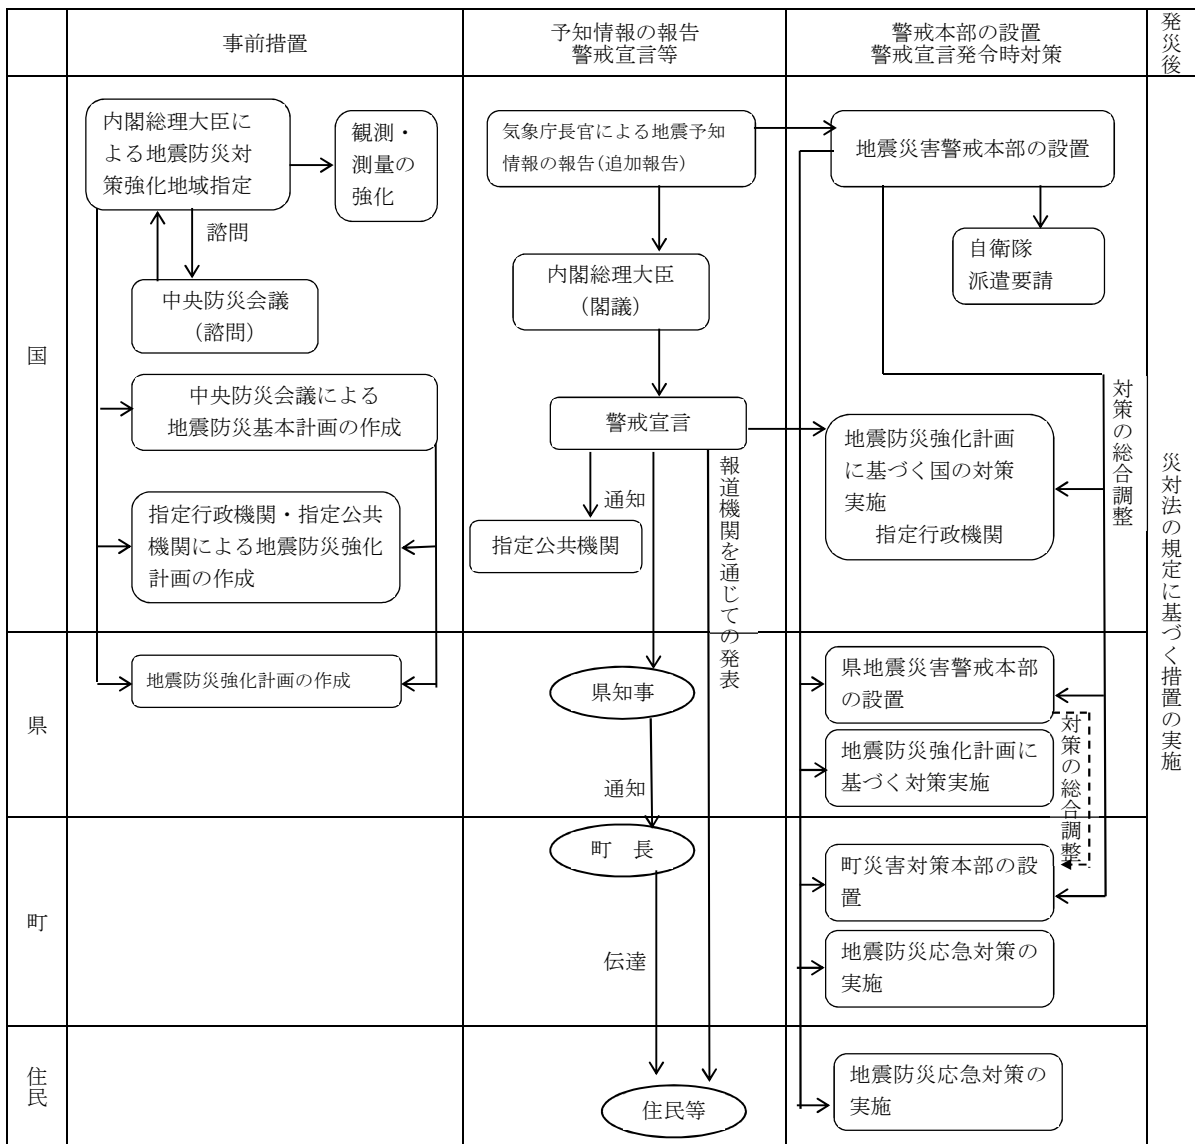 事前措置
予知情報の報告
警戒宣言等
警戒本部の設置
警戒宣言発令時対策
発災後
国
内閣総理大臣に
よる地震防災対
策強化地域指定
観測・
測量の
強化
諮問
中央防災会議
(諮問)
中央防災会議による
地震防災基本計画の作成
指定行政機関・指定公共
機関による地震防災強化
計画の作成
気象庁長官による地震予知
情報の報告(追加報告)
内閣総理大臣
(閣議)
警戒宣言
通知
指定公共機関
報道機関を通じての発表
地震災害警戒本部の設置
自衛隊
派遣要請
対策の総合調整
地震防災強化計画
に基づく国の対策
実施
指定行政機関
災対法の規定に基づく措置の実施
県
地震防災強化計画の作成
県知事
通知
県地震災害警戒本部
の設置
地震防災強化計画に
基づく対策実施
対策の総合調整
町
町　長
伝達
町災害対策本部の設
置
地震防災応急対策の
実施
住民
住民等
地震防災応急対策の
実施